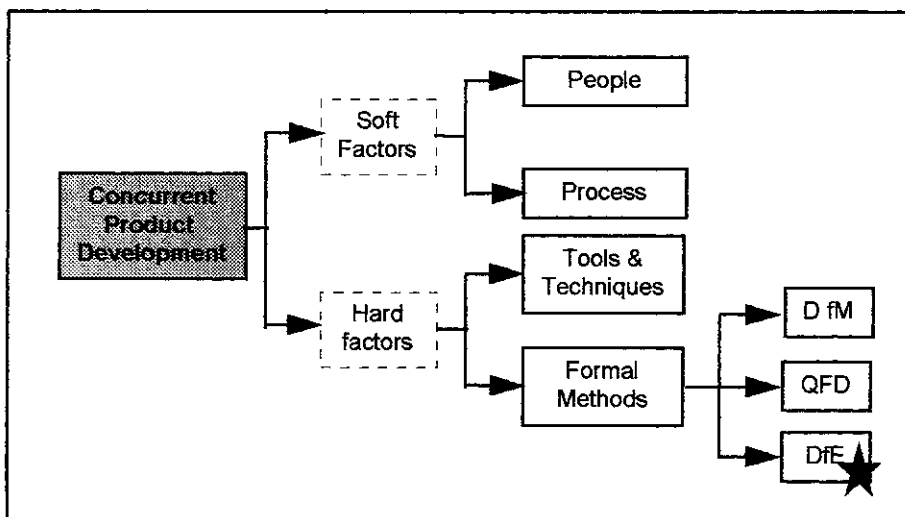 Concurrent
Product
Development
Soft
Factors
People
Process
Hard
factors
Tools &
Techniques
Formal
Methods
D fM
QFD
DfE